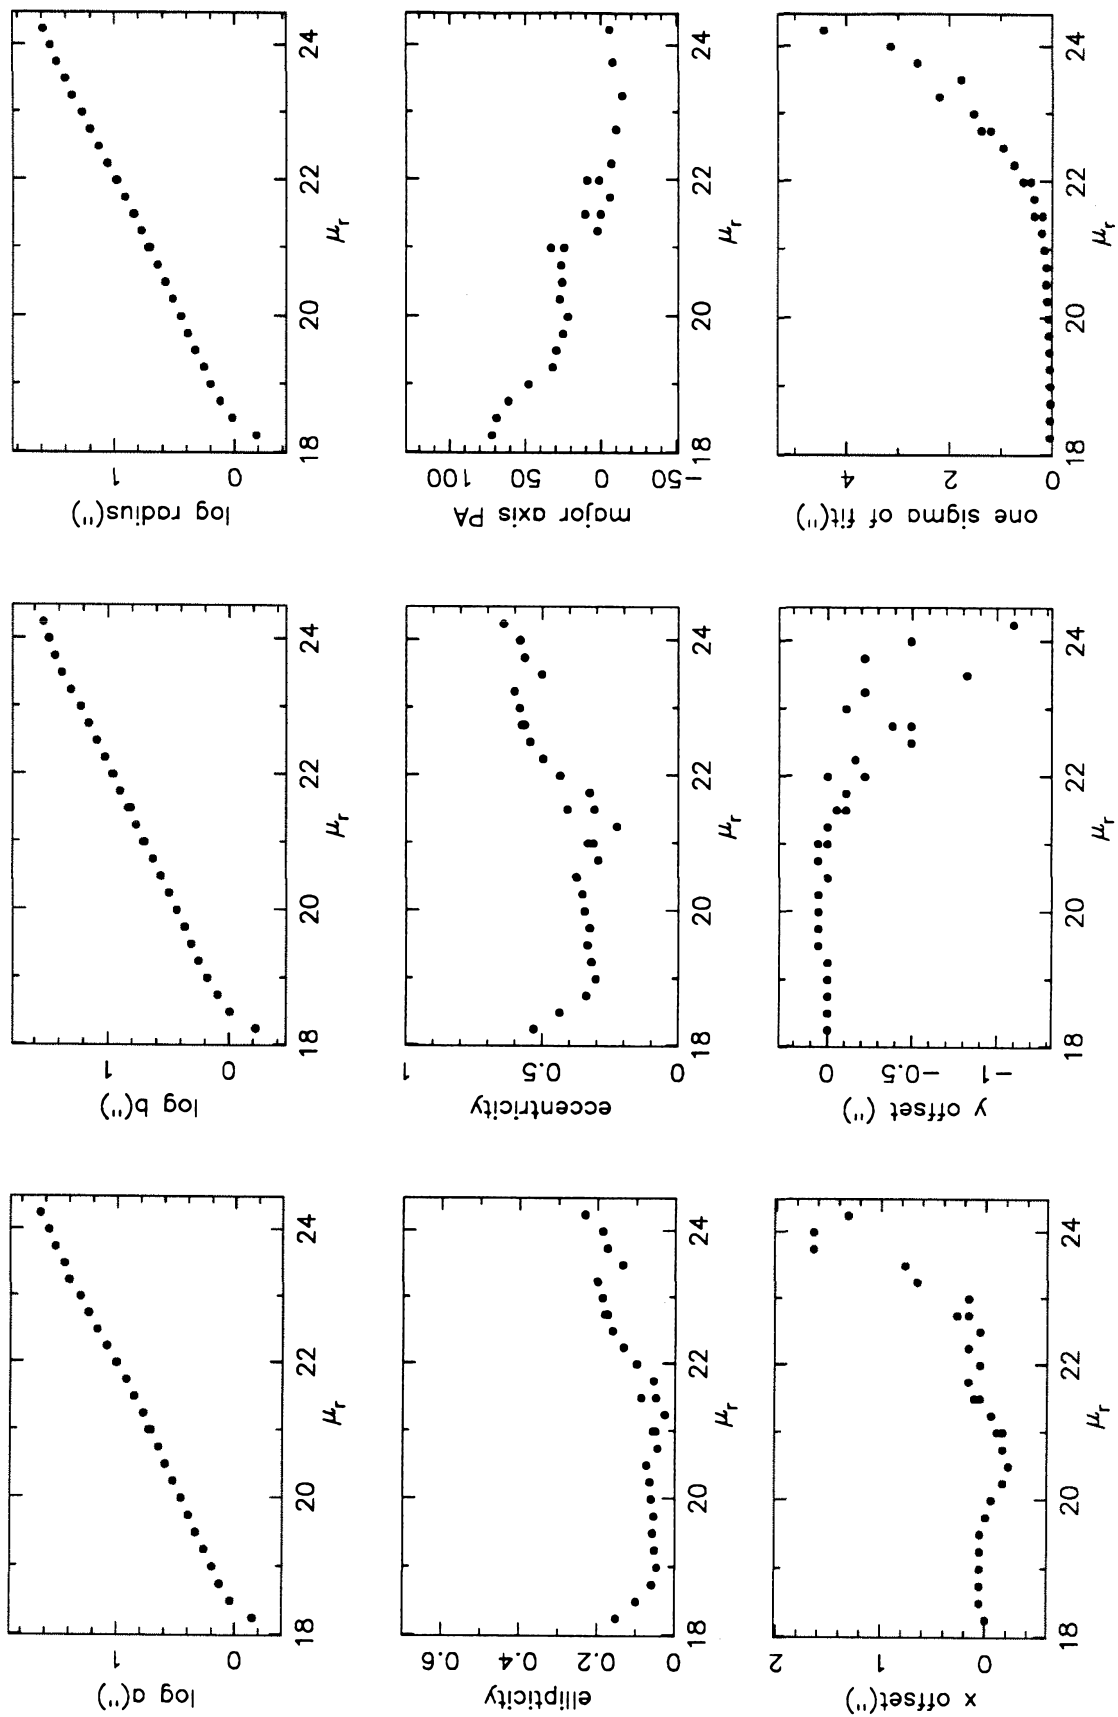 log a(")
1
0
18 20 22 24
μr
log b(")
1
0
18 20 22 24
μr
log radius(")
1
0
18 20 22 24
μr
ellipticity
0.6
0.4
0.2
0
18 20 22 24
μr
eccentricity
1
0.5
0
18 20 22 24
μr
major axis PA
100
50
0
−50
18 20 22 24
μr
x offset(")
2
1
0
18 20 22 24
μr
y offset (")
0
−0.5
−1
18 20 22 24
μr
one sigma of fit(")
4
2
0
18 20 22 24
μr